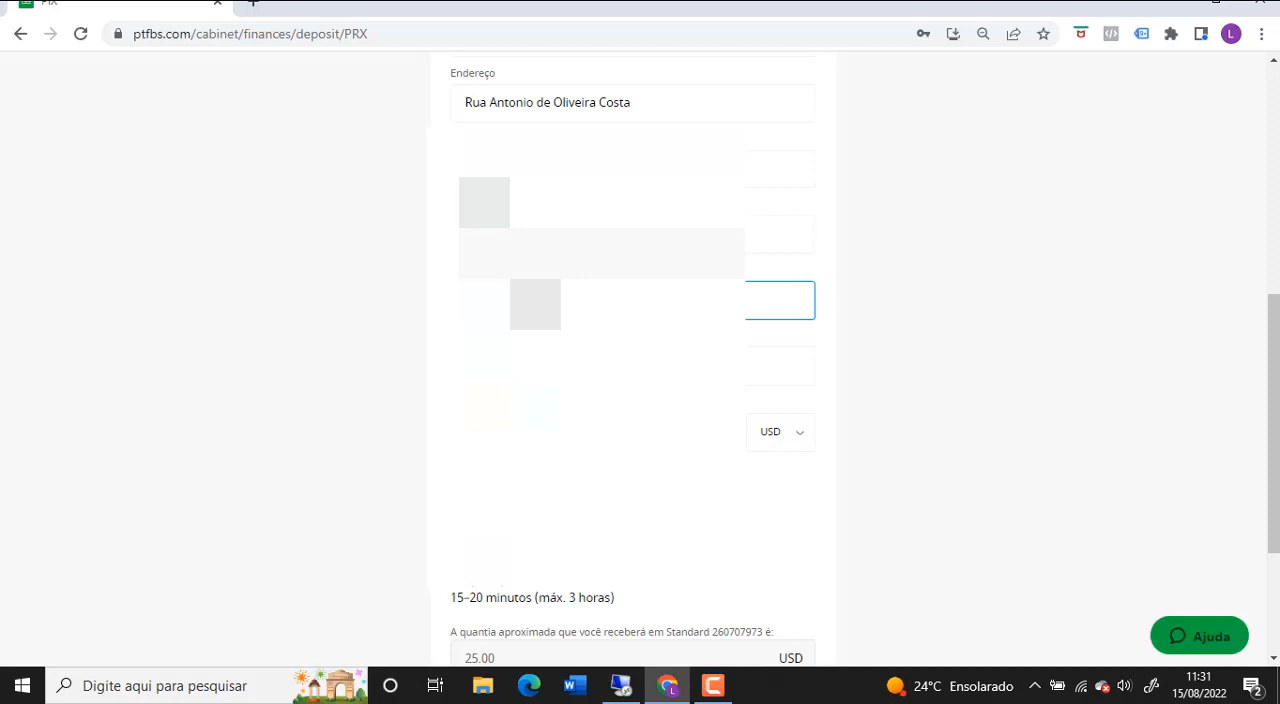 PIX
ptfbs.com/cabinet/finances/deposit/PRX
L
Endereço
Rua Antonio de Oliveira Costa
USD
15–20 minutos (máx. 3 horas)
A quantia aproximada que você receberá em Standard 260707973 é:
25.00 USD
Ajuda
Digite aqui para pesquisar
24°C Ensolarado
11:31
15/08/2022
2